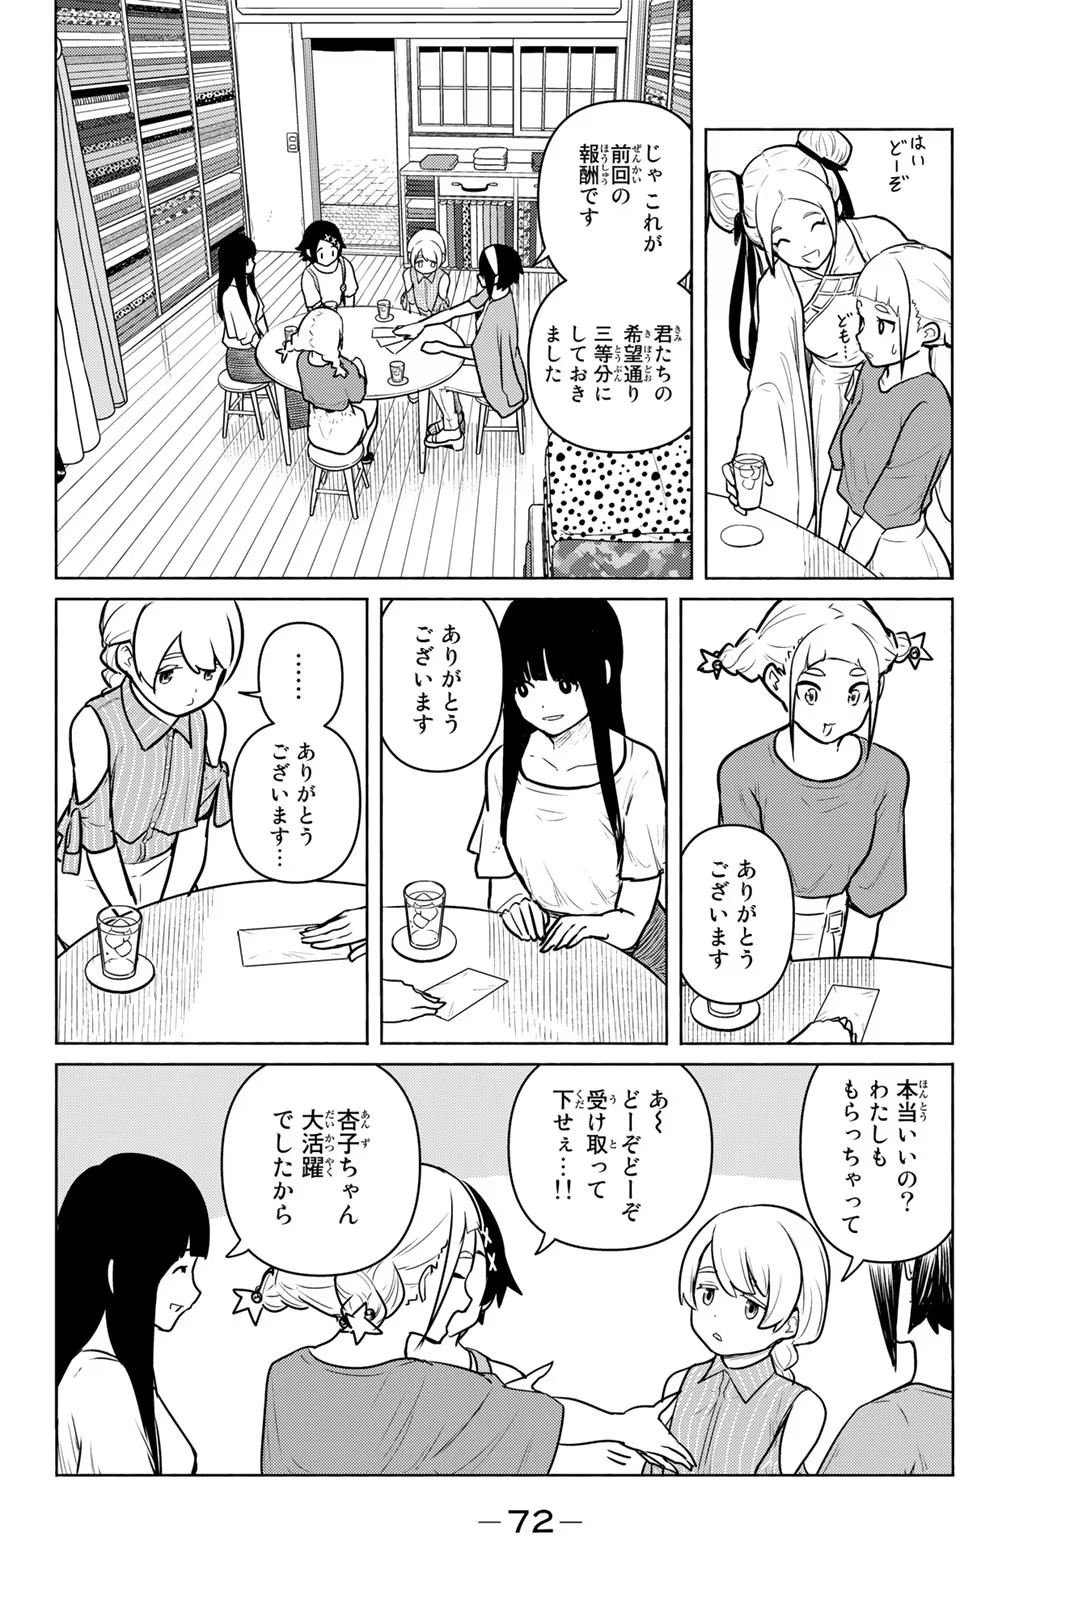 はい
どーぞ
ども…
じゃ これが
前回の
報酬です
君たちの
希望通り
三等分に
しておき
ました
ありがとう
ございます
ありがとう
ございます
……
ありがとう
ございます…
本当いいの?
わたしも
もらっちゃって
あ〜
どーぞどーぞ
受け取って
下せぇ…!!
杏子ちゃん
大活躍
でしたから
—72—